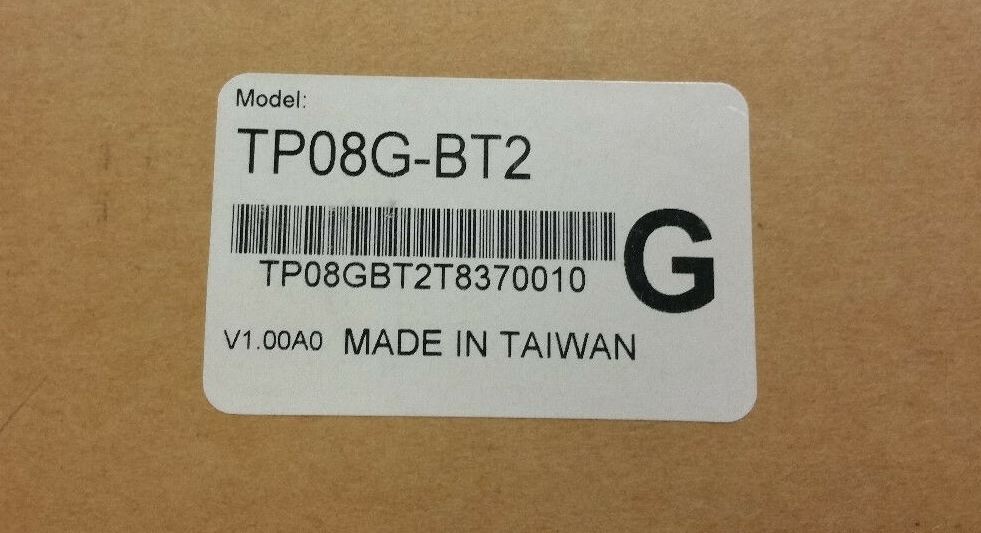 Model:
TP08G-BT2
TP08GBT2T8370010
G
V1.00A0 MADE IN TAIWAN